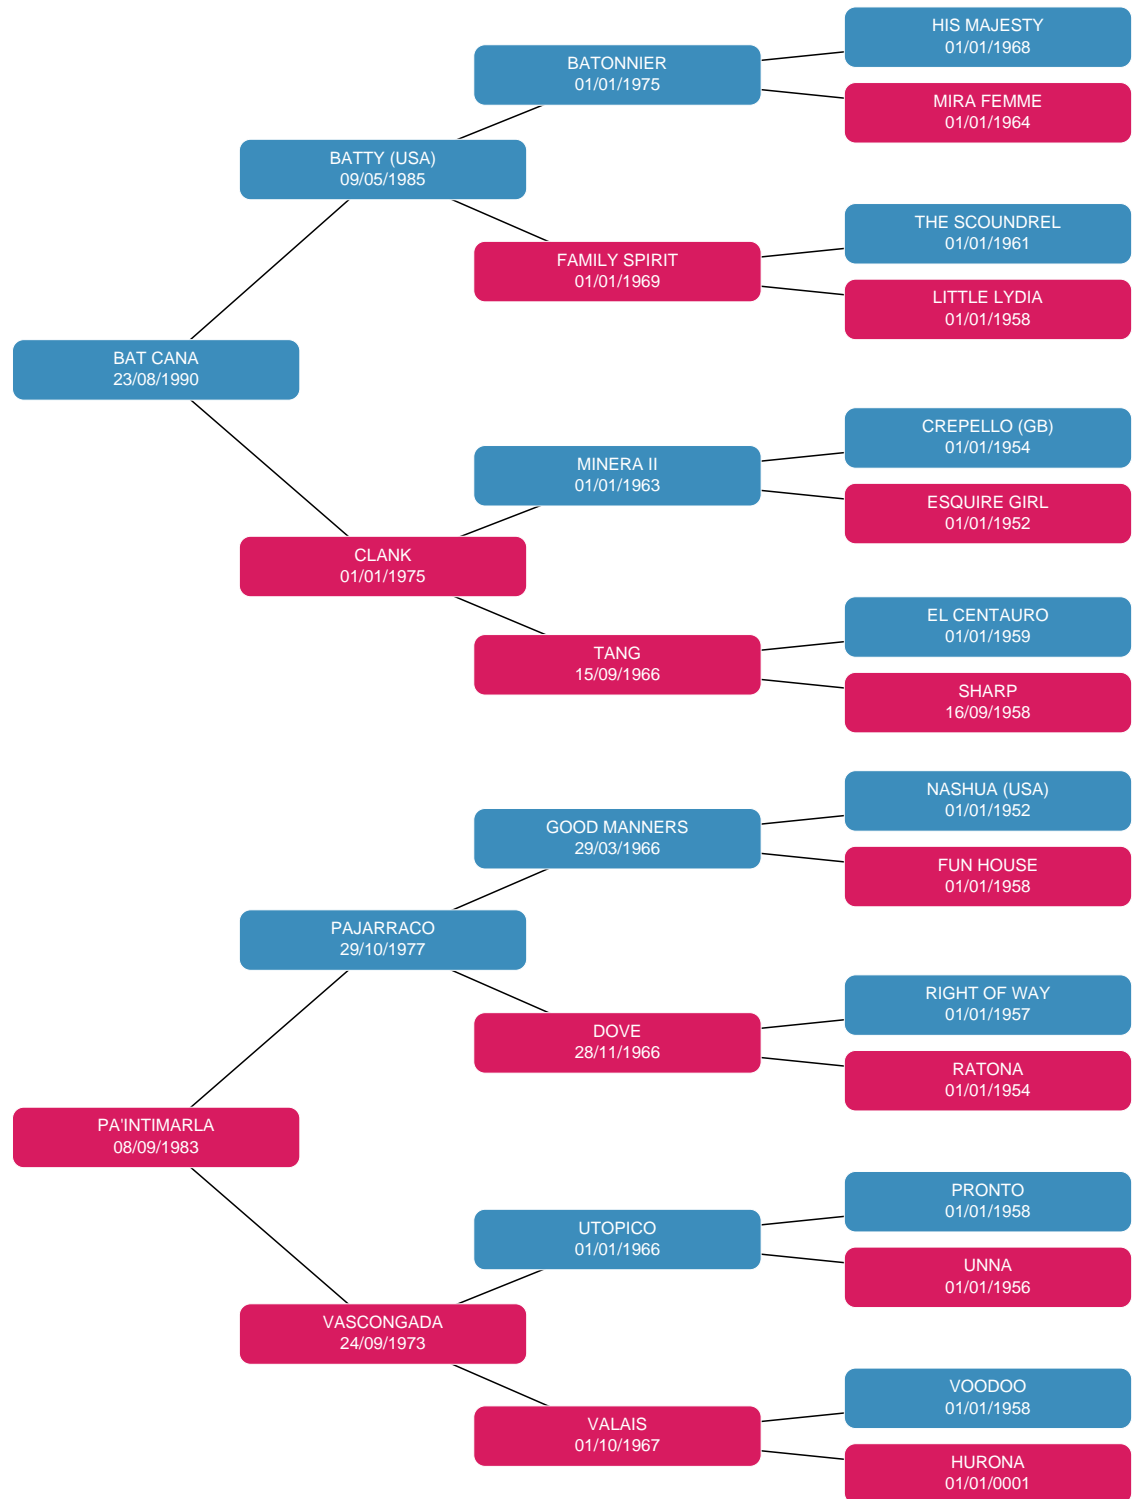 HIS MAJESTY
01/01/1968
BATONNIER
01/01/1975
MIRA FEMME
01/01/1964
BATTY (USA)
09/05/1985
THE SCOUNDREL
01/01/1961
FAMILY SPIRIT
01/01/1969
LITTLE LYDIA
01/01/1958
BAT CANA
23/08/1990
CREPELLO (GB)
01/01/1954
MINERA II
01/01/1963
ESQUIRE GIRL
01/01/1952
CLANK
01/01/1975
EL CENTAURO
01/01/1959
TANG
15/09/1966
SHARP
16/09/1958
NASHUA (USA)
01/01/1952
GOOD MANNERS
29/03/1966
FUN HOUSE
01/01/1958
PAJARRACO
29/10/1977
RIGHT OF WAY
01/01/1957
DOVE
28/11/1966
RATONA
01/01/1954
PA'INTIMARLA
08/09/1983
PRONTO
01/01/1958
UTOPICO
01/01/1966
UNNA
01/01/1956
VASCONGADA
24/09/1973
VOODOO
01/01/1958
VALAIS
01/10/1967
HURONA
01/01/0001